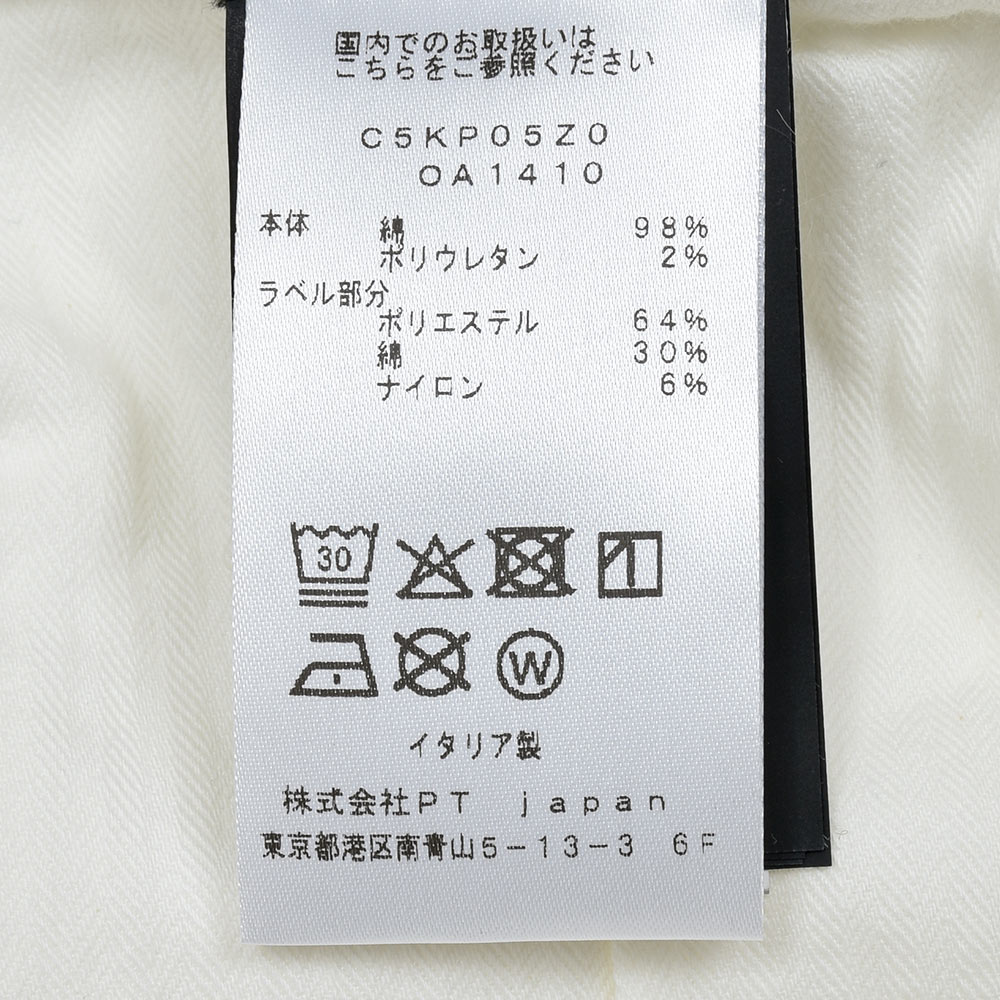 国内でのお取扱いは
こちらをご参照ください
C5KP05Z0
OA1410
本体 綿 98%
ポリウレタン 2%
ラベル部分
ポリエステル 64%
綿 30%
ナイロン 6%
30
W
イタリア製
株式会社PT japan
東京都港区南青山5-13-3 6F